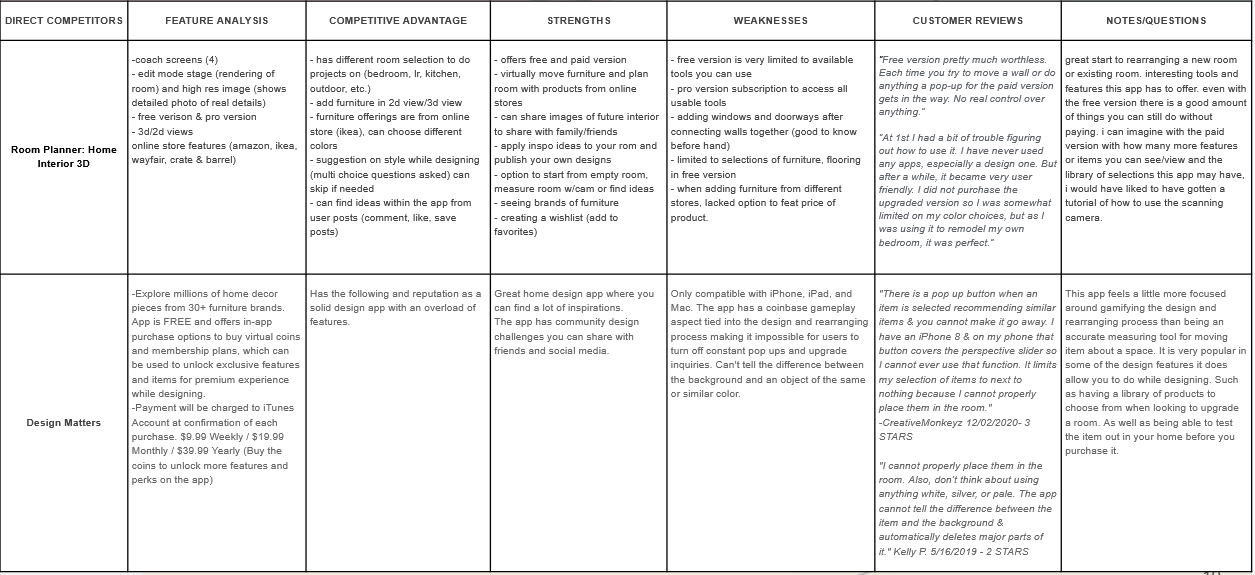 DIRECT COMPETITORS
FEATURE ANALYSIS
COMPETITIVE ADVANTAGE
STRENGTHS
WEAKNESSES
CUSTOMER REVIEWS
NOTES/QUESTIONS
Room Planner: Home
Interior 3D
-coach screens (4)
- edit mode stage (rendering of
room) and high res image (shows
detailed photo of real details)
- free verison & pro version
- 3d/2d views
online store features (amazon, ikea,
wayfair, crate & barrel)
- has different room selection to do
projects on (bedroom, lr, kitchen,
outdoor, etc.)
- add furniture in 2d view/3d view
- furniture offerings are from online
store (ikea), can choose different
colors
- suggestion on style while designing
(multi choice questions asked) can
skip if needed
- can find ideas within the app from
user posts (comment, like, save
posts)
- offers free and paid version
- virtually move furniture and plan
room with products from online
stores
- can share images of future interior
to share with family/friends
- apply inspo ideas to your rom and
publish your own designs
- option to start from empty room,
measure room w/cam or find ideas
- seeing brands of furniture
- creating a wishlist (add to
favorites)
- free version is very limited to available
tools you can use
- pro version subscription to access all
usable tools
- adding windows and doorways after
connecting walls together (good to know
before hand)
- limited to selections of furniture, flooring
in free version
- when adding furniture from different
stores, lacked option to feat price of
product.
"Free version pretty much worthless.
Each time you try to move a wall or do
anything a pop-up for the paid version
gets in the way. No real control over
anything."
"At 1st I had a bit of trouble figuring
out how to use it. I have never used
any apps, especially a design one. But
after a while, it became very user
friendly. I did not purchase the
upgraded version so I was somewhat
limited on my color choices, but as I
was using it to remodel my own
bedroom, it was perfect."
great start to rearranging a new room
or existing room. interesting tools and
features this app has to offer. even with
the free version there is a good amount
of things you can still do without
paying. i can imagine with the paid
version with how many more features
or items you can see/view and the
library of selections this app may have,
i would have liked to have gotten a
tutorial of how to use the scanning
camera.
Design Matters
-Explore millions of home decor
pieces from 30+ furniture brands.
App is FREE and offers in-app
purchase options to buy virtual coins
and membership plans, which can
be used to unlock exclusive features
and items for premium experience
while designing.
-Payment will be charged to iTunes
Account at confirmation of each
purchase. $9.99 Weekly / $19.99
Monthly / $39.99 Yearly (Buy the
coins to unlock more features and
perks on the app)
Has the following and reputation as a
solid design app with an overload of
features.
Great home design app where you
can find a lot of inspirations.
The app has community design
challenges you can share with
friends and social media.
Only compatible with iPhone, iPad, and
Mac. The app has a coinbase gameplay
aspect tied into the design and rearranging
process making it impossible for users to
turn off constant pop ups and upgrade
inquiries. Can't tell the difference between
the background and an object of the same
or similar color.
"There is a pop up button when an
item is selected recommending similar
items & you cannot make it go away. I
have an iPhone 8 & on my phone that
button covers the perspective slider so
I cannot ever use that function. It limits
my selection of items to next to
nothing because I cannot properly
place them in the room."
-CreativeMonkeyz 12/02/2020- 3
STARS
"I cannot properly place them in the
room. Also, don't think about using
anything white, silver, or pale. The app
cannot tell the difference between the
item and the background &
automatically deletes major parts of
it." Kelly P. 5/16/2019 - 2 STARS
This app feels a little more focused
around gamifying the design and
rearranging process than being an
accurate measuring tool for moving
item about a space. It is very popular in
some of the design features it does
allow you to do while designing. Such
as having a library of products to
choose from when looking to upgrade
a room. As well as being able to test
the item out in your home before you
purchase it.